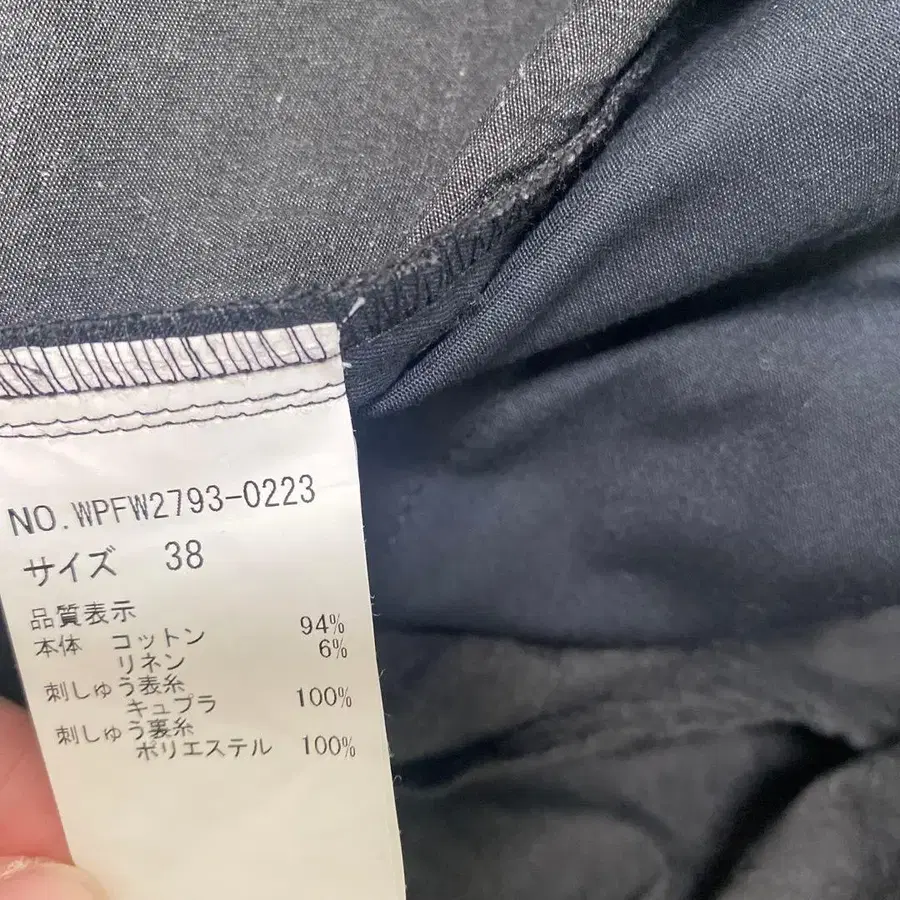 NO.WPFW2793-0223
サイズ 38
品質表示
本体 コットン 94%
リネン 6%
刺しゅう表糸
キュプラ 100%
刺しゅう裏糸
ポリエステル 100%